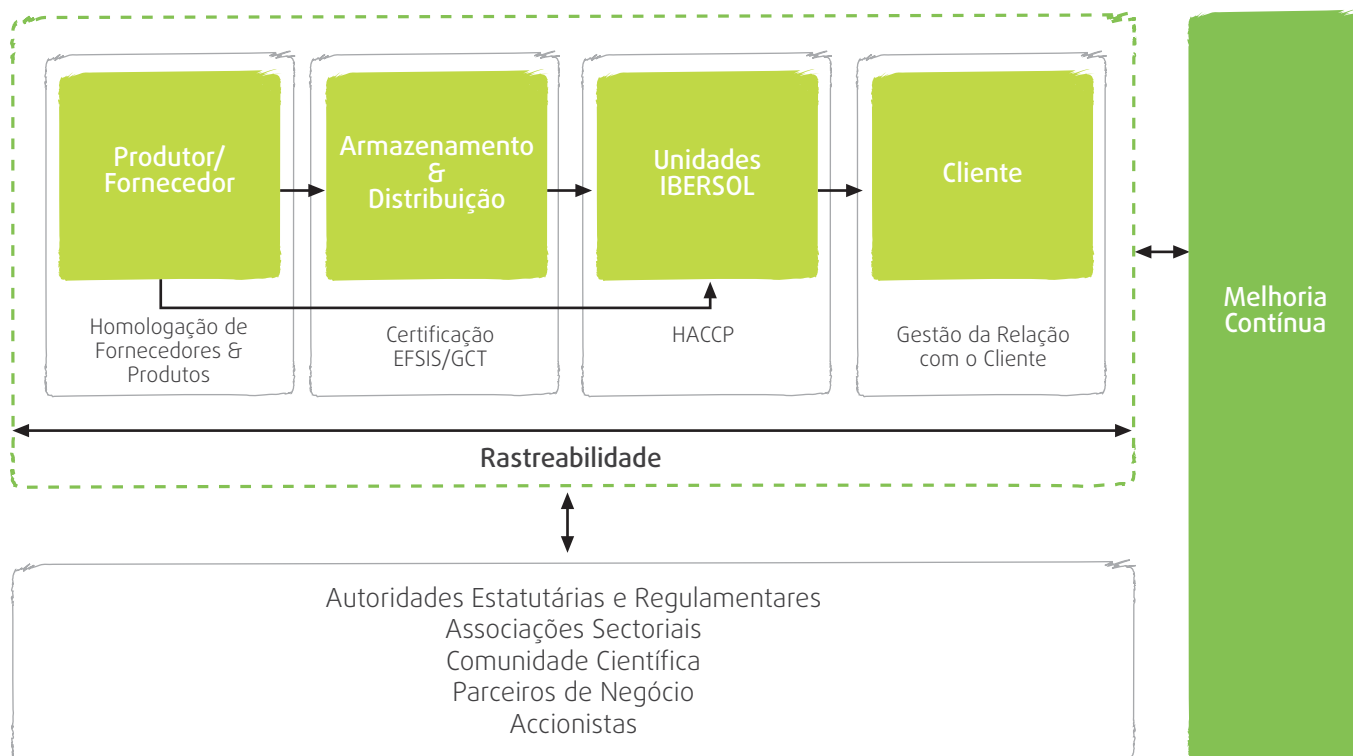 Produtor/
Fornecedor
Armazenamento
&
Distribuição
Unidades
IBERSOL
Cliente
Homologação de
Fornecedores &
Produtos
Certificação
EFSIS/GCT
HACCP
Gestão da Relação
com o Cliente
Rastreabilidade
Melhoria
Contínua
Autoridades Estatutárias e Regulamentares
Associações Sectoriais
Comunidade Científica
Parceiros de Negócio
Accionistas